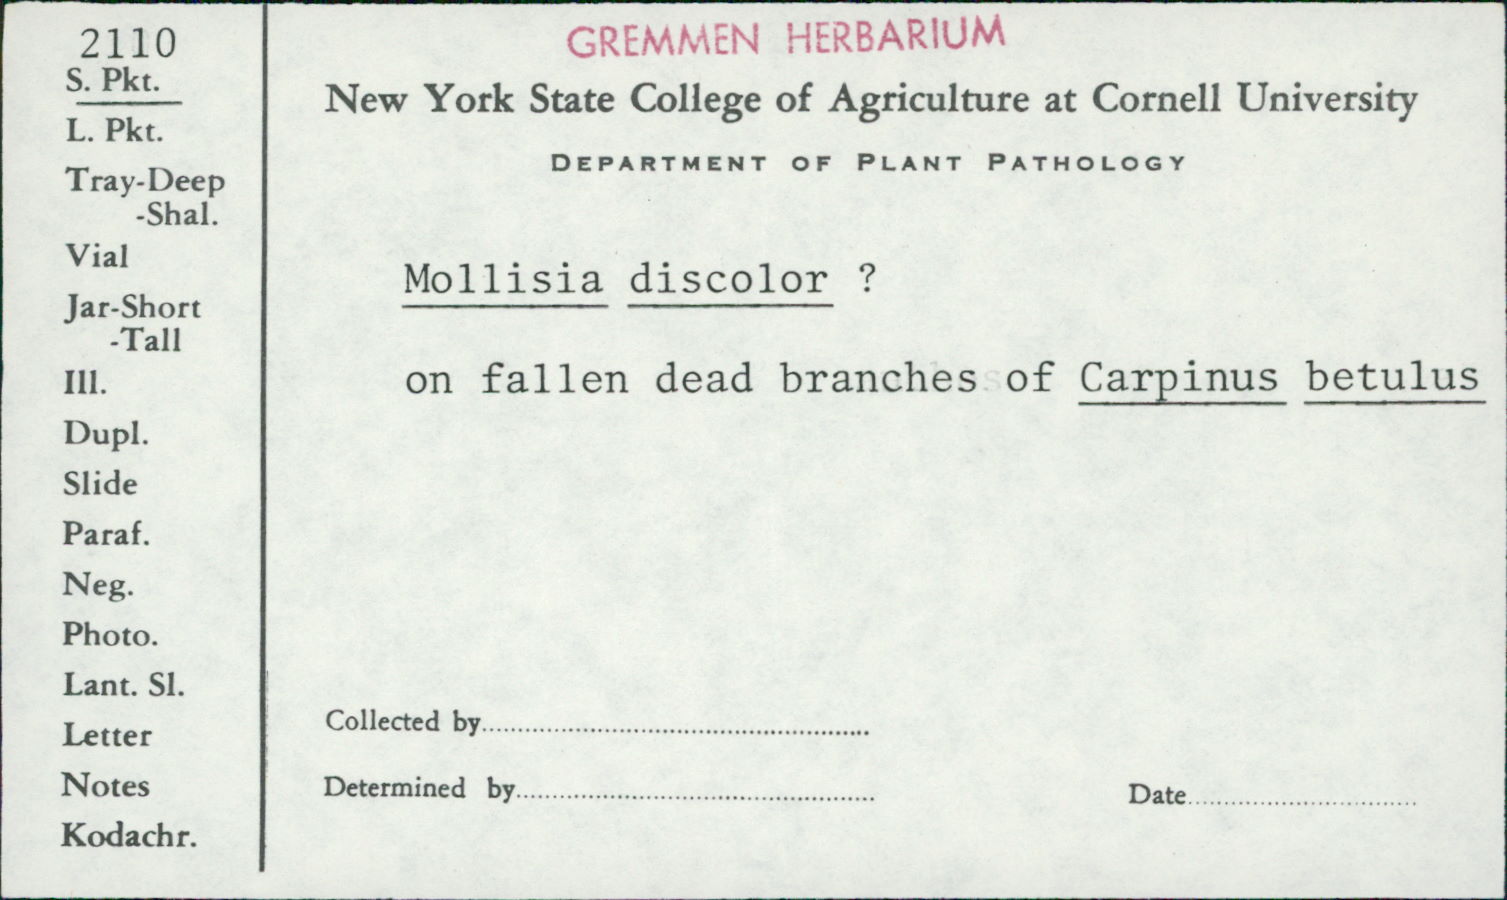 2110
S. Pkt.
L. Pkt.
Tray-Deep
-Shal.
Vial
Jar-Short
-Tall
Ill.
Dupl.
Slide
Paraf.
Neg.
Photo.
Lant. Sl.
Letter
Notes
Kodachr.
GREMMEN HERBARIUM
New York State College of Agriculture at Cornell University
DEPARTMENT OF PLANT PATHOLOGY
Mollisia discolor ?
on fallen dead branches of Carpinus betulus
Collected by
Determined by
Date